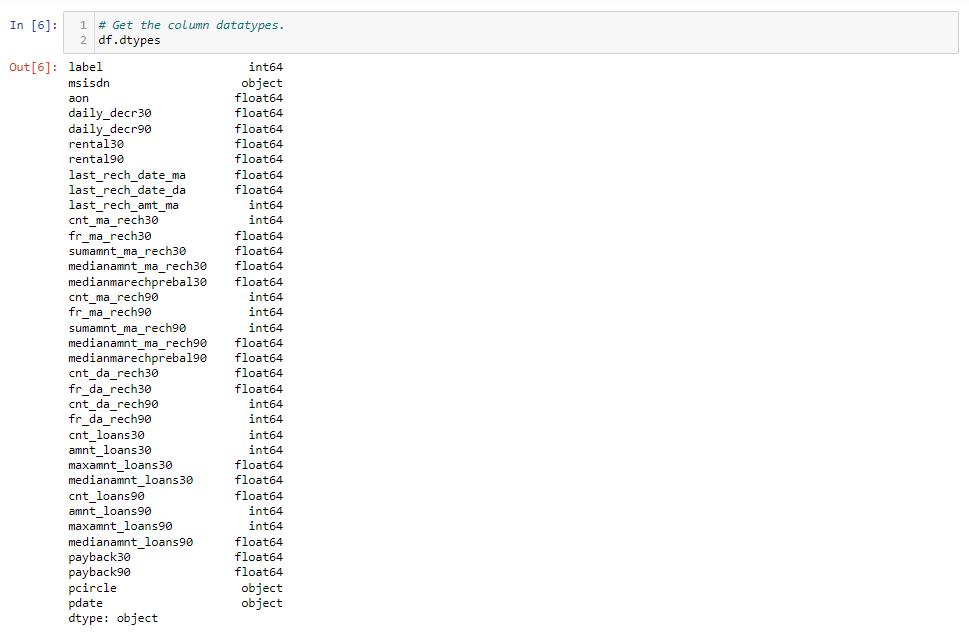 In [6]: 1 # Get the column datatypes.
2 df.dtypes
Out[6]: label int64
msisdn object
aon float64
daily_decr30 float64
daily_decr90 float64
rental30 float64
rental90 float64
last_rech_date_ma float64
last_rech_date_da float64
last_rech_amt_ma int64
cnt_ma_rech30 int64
fr_ma_rech30 float64
sumamnt_ma_rech30 float64
medianamnt_ma_rech30 float64
medianmarechprebal30 float64
cnt_ma_rech90 int64
fr_ma_rech90 int64
sumamnt_ma_rech90 int64
medianamnt_ma_rech90 float64
medianmarechprebal90 float64
cnt_da_rech30 float64
fr_da_rech30 float64
cnt_da_rech90 int64
fr_da_rech90 int64
cnt_loans30 int64
amnt_loans30 int64
maxamnt_loans30 float64
medianamnt_loans30 float64
cnt_loans90 float64
amnt_loans90 int64
maxamnt_loans90 int64
medianamnt_loans90 float64
payback30 float64
payback90 float64
pcircle object
pdate object
dtype: object